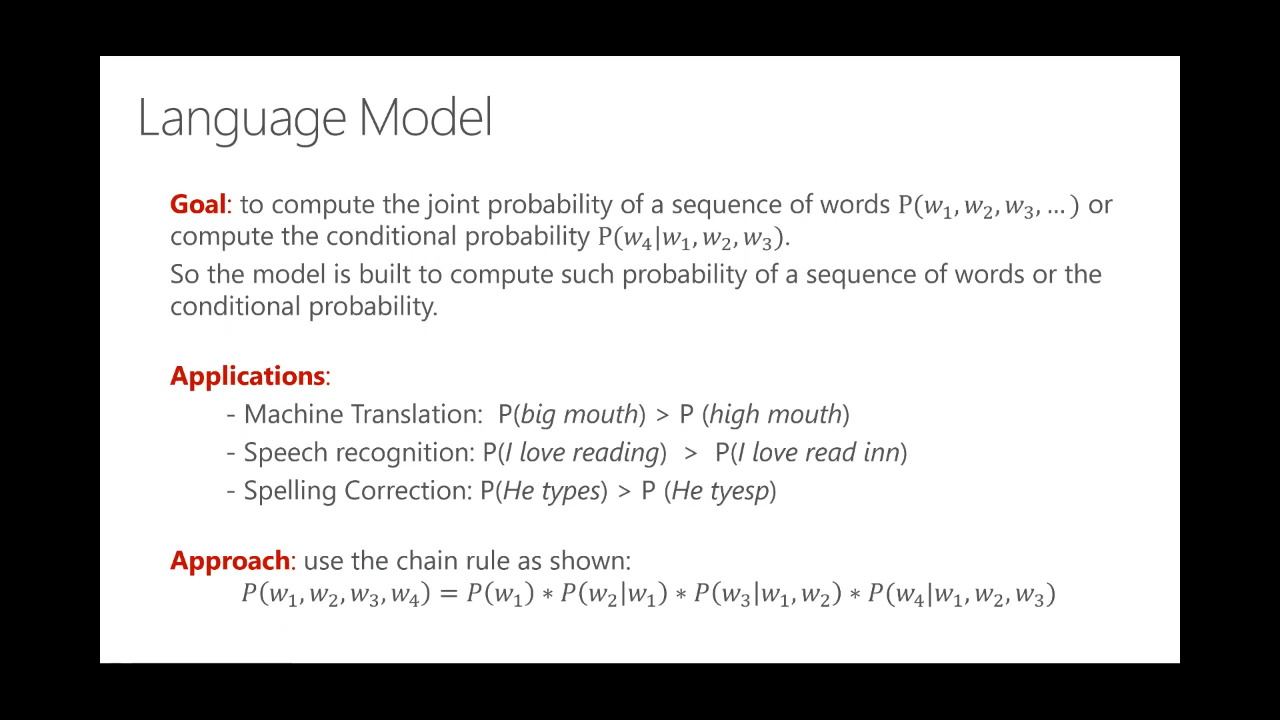 Language Model
Goal: to compute the joint probability of a sequence of words P(w₁, w₂, w₃, … ) or
compute the conditional probability P(w₄|w₁, w₂, w₃).
So the model is built to compute such probability of a sequence of words or the
conditional probability.
Applications:
- Machine Translation: P(big mouth) > P (high mouth)
- Speech recognition: P(I love reading) > P(I love read inn)
- Spelling Correction: P(He types) > P (He tyesp)
Approach: use the chain rule as shown:
P(w₁, w₂, w₃, w₄) = P(w₁) ∗ P(w₂|w₁) ∗ P(w₃|w₁, w₂) ∗ P(w₄|w₁, w₂, w₃)